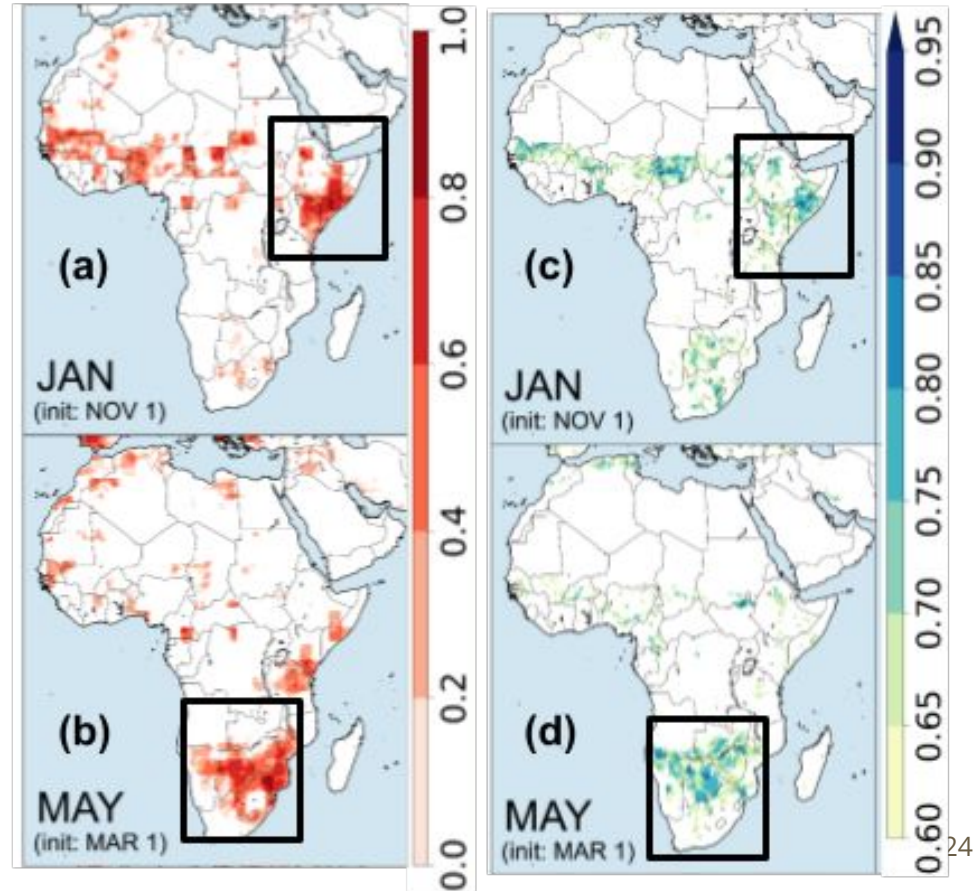 (a)
JAN
(init: NOV 1)
(b)
MAY
(init: MAR 1)
1.0
0.8
0.6
0.4
0.2
0.0
(c)
JAN
(init: NOV 1)
(d)
MAY
(init: MAR 1)
0.95
0.90
0.85
0.80
0.75
0.70
0.65
0.60
24